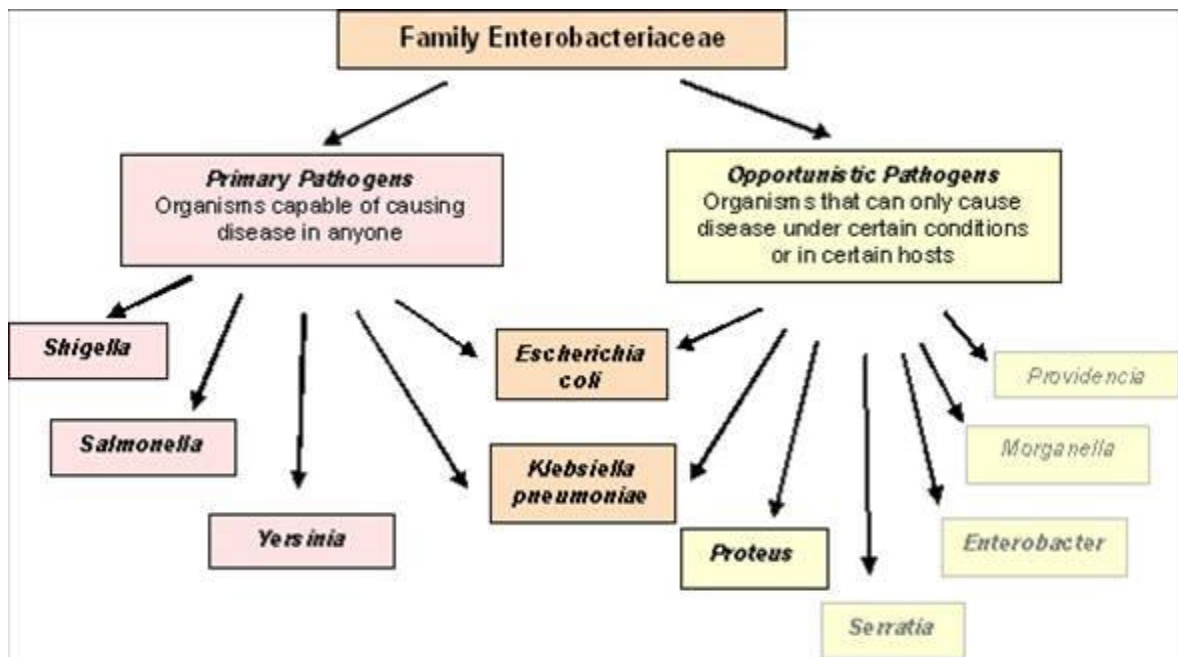 Family Enterobacteriaceae
Primary Pathogens
Organisms capable of causing
disease in anyone
Opportunistic Pathogens
Organisms that can only cause
disease under certain conditions
or in certain hosts
Shigella
Salmonella
Yersinia
Escherichia
coli
Klebsiella
pneumoniae
Proteus
Serratia
Enterobacter
Morganella
Providencia